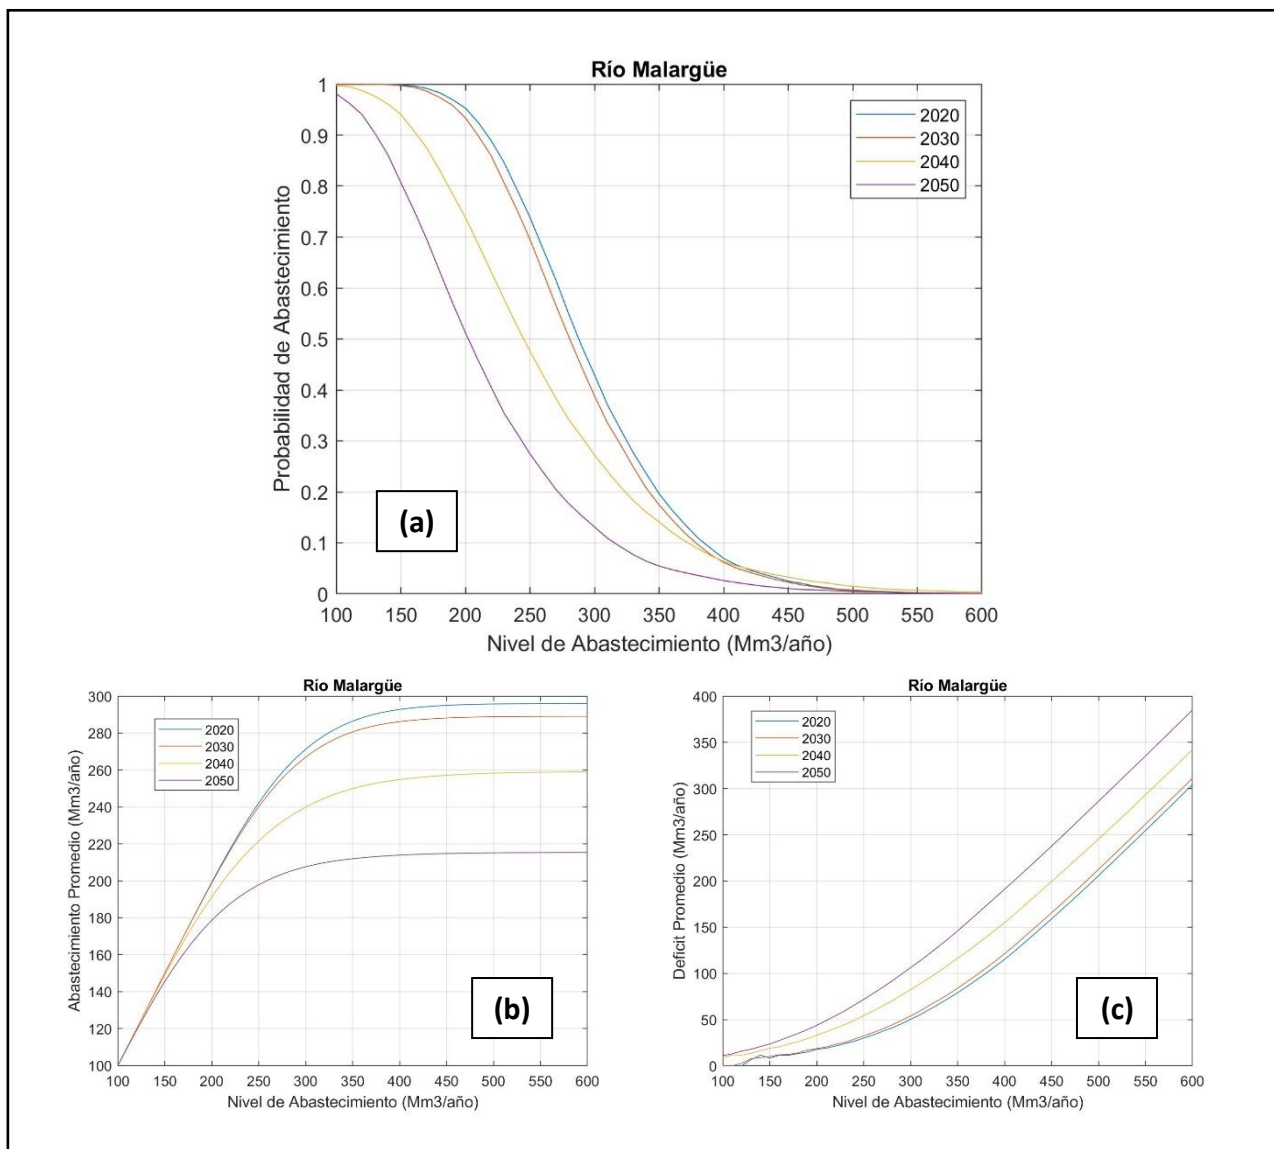 Río Malargüe
1
0.9
0.8
0.7
0.6
0.5
0.4
0.3
0.2
0.1
0
Probabilidad de Abastecimiento
2020
2030
2040
2050
(a)
100 150 200 250 300 350 400 450 500 550 600
Nivel de Abastecimiento (Mm3/año)
Río Malargüe
300
280
260
240
220
200
180
160
140
120
100
Abastecimiento Promedio (Mm3/año)
2020
2030
2040
2050
(b)
100 150 200 250 300 350 400 450 500 550 600
Nivel de Abastecimiento (Mm3/año)
Río Malargüe
400
350
300
250
200
150
100
50
0
Deficit Promedio (Mm3/año)
2020
2030
2040
2050
(c)
100 150 200 250 300 350 400 450 500 550 600
Nivel de Abastecimiento (Mm3/año)